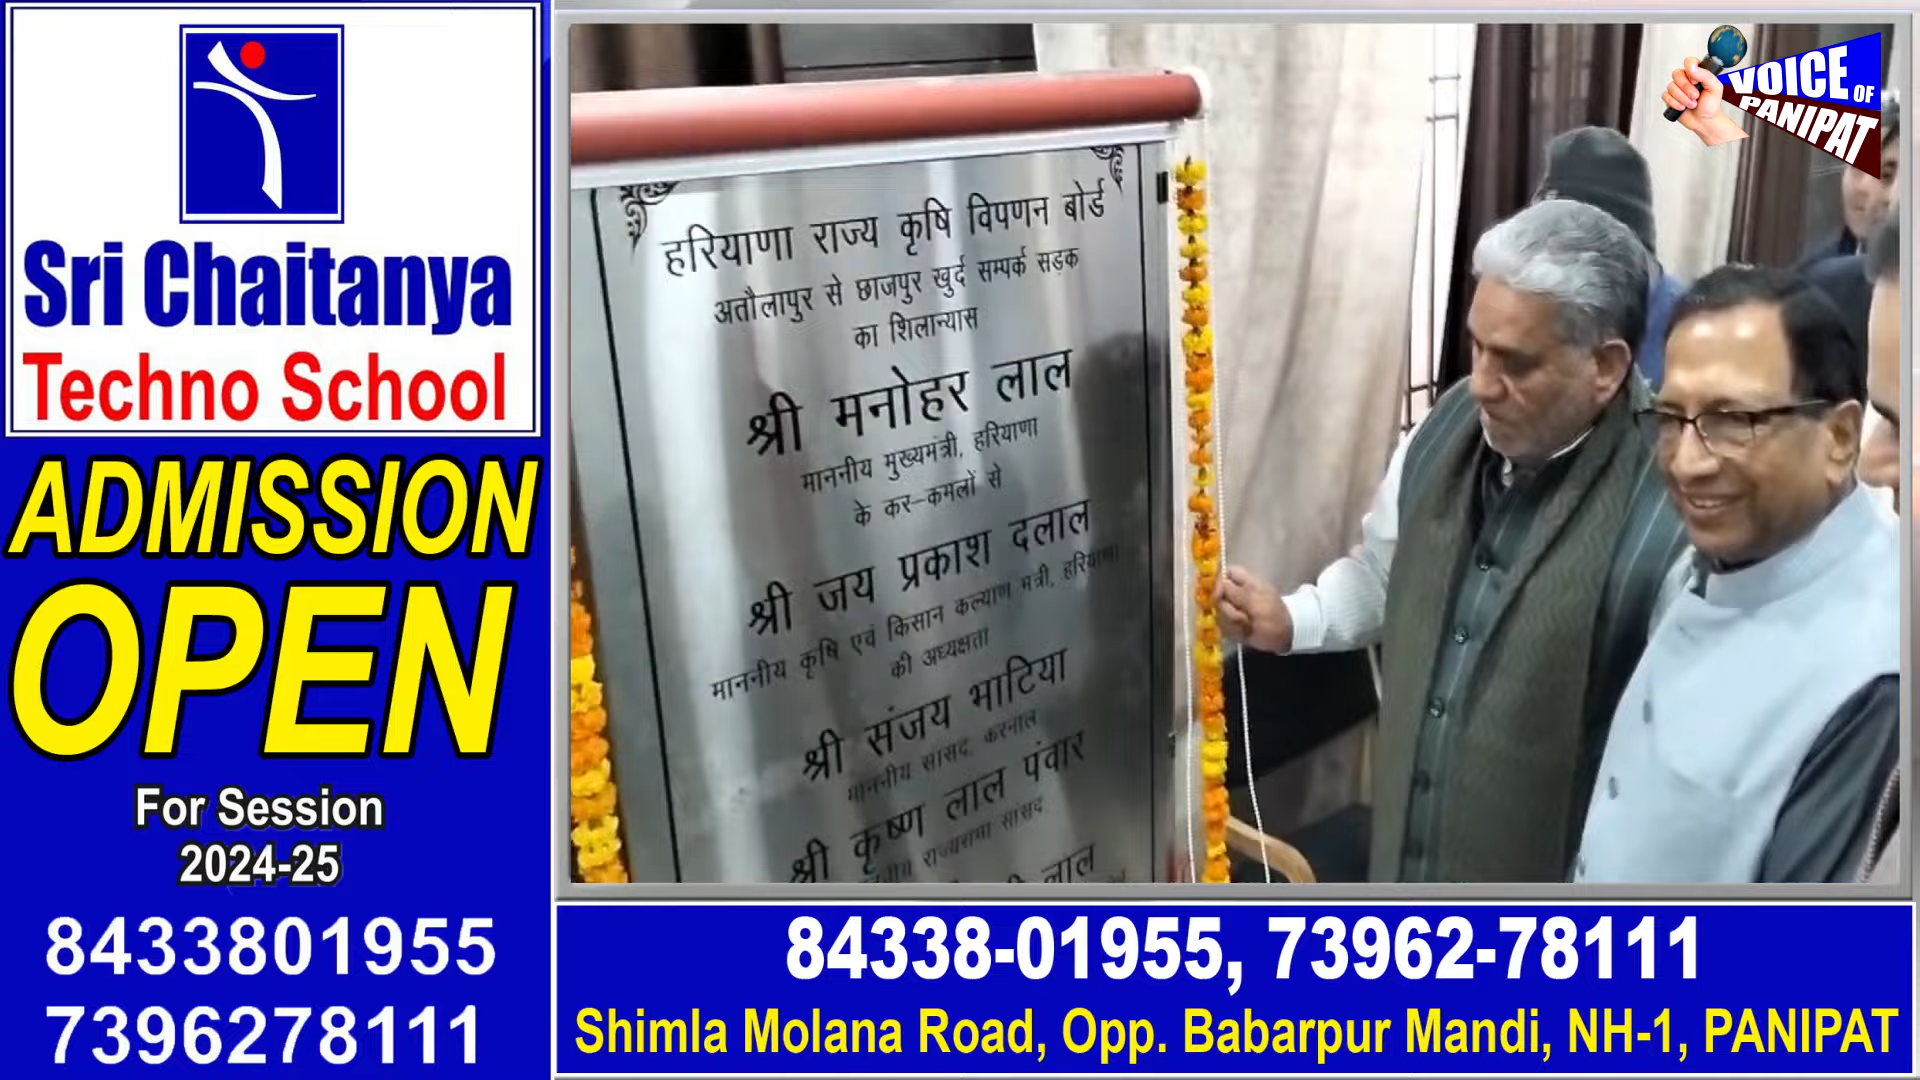 Sri Chaitanya
Techno School
ADMISSION
OPEN
For Session
2024-25
8433801955
7396278111
VOICE OF
PANIPAT
हरियाणा राज्य कृषि विपणन बोर्ड
अतौलापुर से छाजपुर खुर्द सम्पर्क सड़क
का शिलान्यास
श्री मनोहर लाल
माननीय मुख्यमंत्री, हरियाणा
के कर-कमलों से
श्री जय प्रकाश दलाल
माननीय कृषि एवं किसान कल्याण मंत्री, हरियाणा
की अध्यक्षता
श्री संजय भाटिया
माननीय सांसद, करनाल
श्री कृष्ण लाल पंवार
राज्यसभा सांसद
लाल
84338-01955, 73962-78111
Shimla Molana Road, Opp. Babarpur Mandi, NH-1, PANIPAT